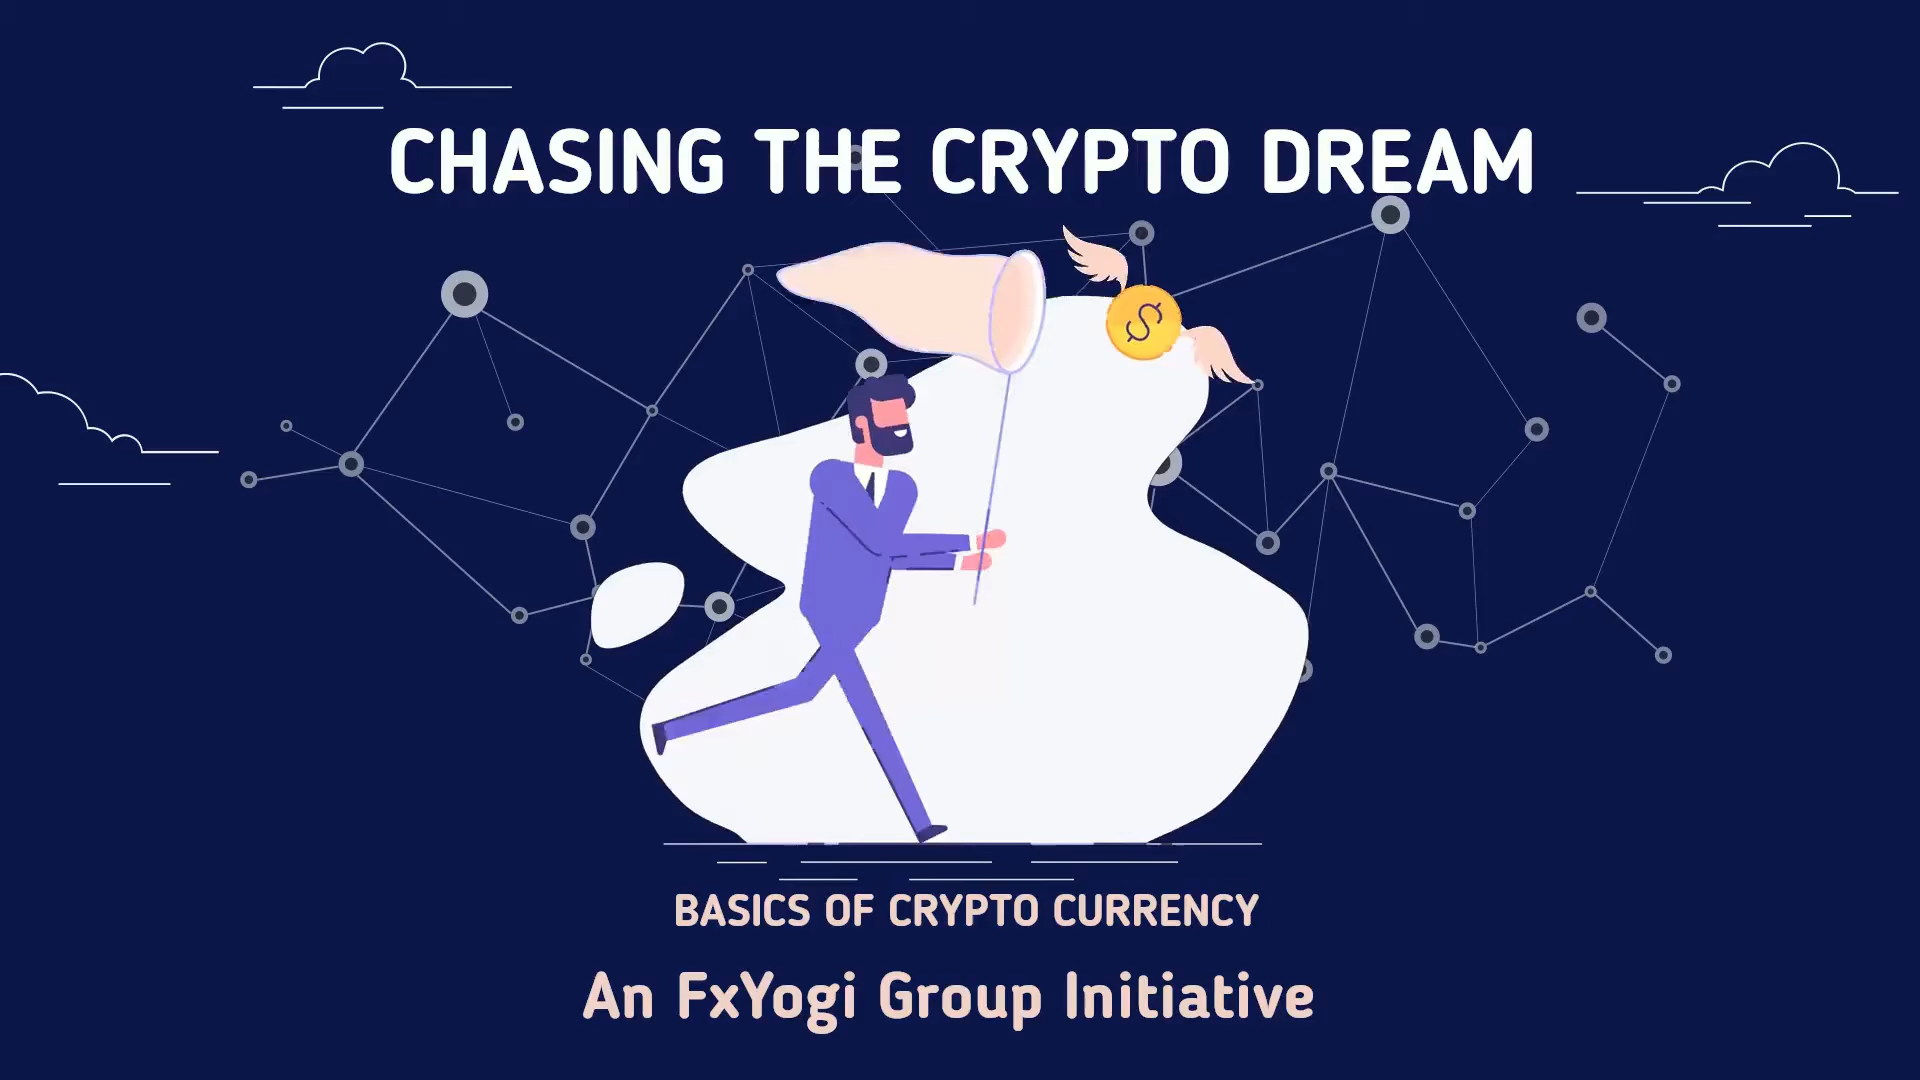 CHASING THE CRYPTO DREAM
$
BASICS OF CRYPTO CURRENCY
An FxYogi Group Initiative